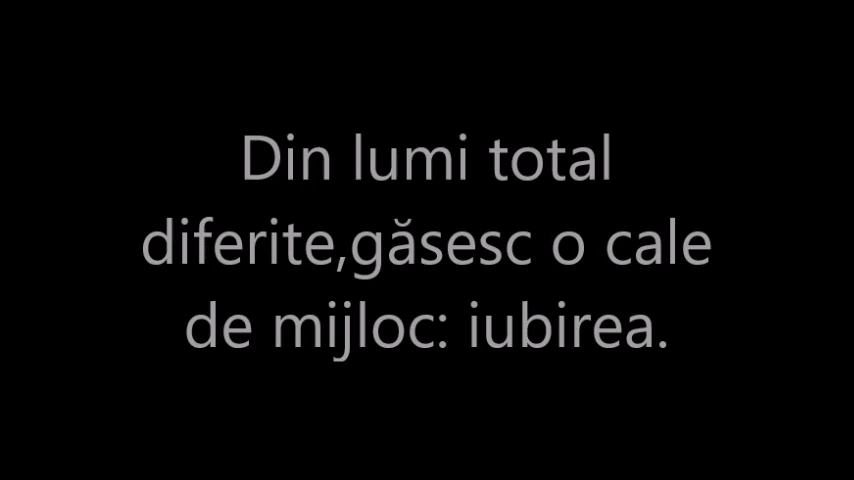 Din lumi total
diferite,găsesc o cale
de mijloc: iubirea.